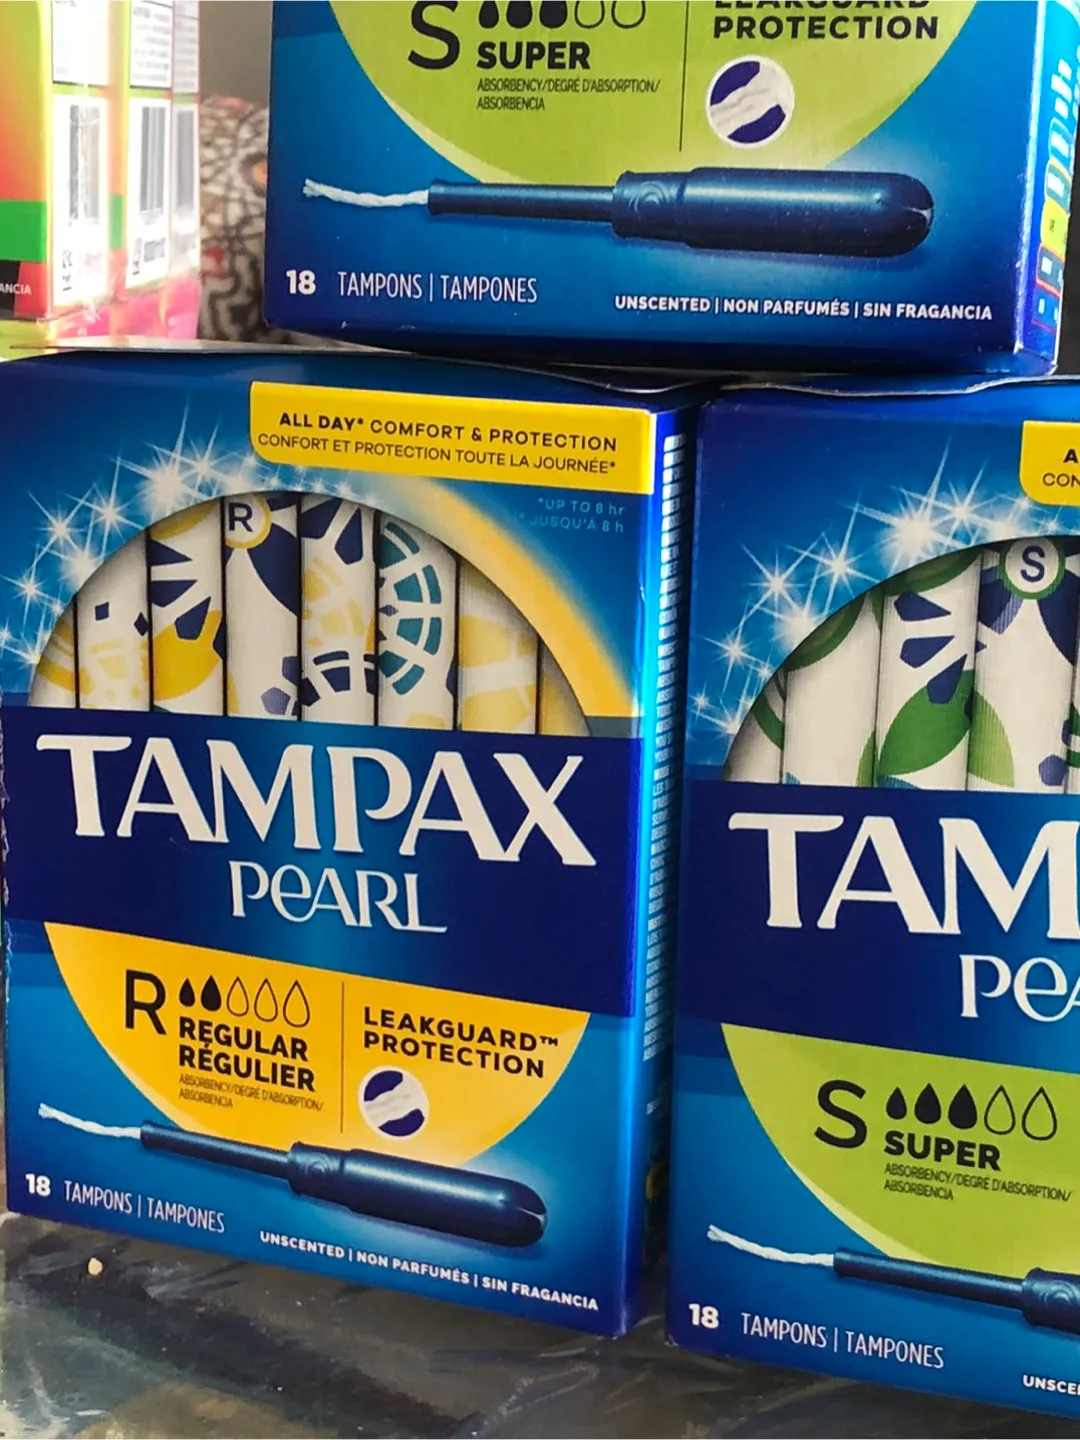 S
SUPER
ABSORBENCY/DEGRÉ D'ABSORPTION/
ABSORBENCIA
LEAKGUARD
PROTECTION
18 TAMPONS | TAMPONES
UNSCENTED | NON PARFUMÉS | SIN FRAGANCIA
ALL DAY* COMFORT & PROTECTION
CONFORT ET PROTECTION TOUTE LA JOURNÉE*
*UP TO 8 hr
*JUSQU'À 8 h
R
TAMPAX
PEARL
R
REGULAR
RÉGULIER
ABSORBENCY/DEGRÉ D'ABSORPTION/
ABSORBENCIA
LEAKGUARD™
PROTECTION
18 TAMPONS | TAMPONES
UNSCENTED | NON PARFUMÉS | SIN FRAGANCIA
A
CON
S
TAM
PEA
S
SUPER
ABSORBENCY/DEGRÉ D'ABSORPTION/
ABSORBENCIA
18 TAMPONS | TAMPONES
UNSCE